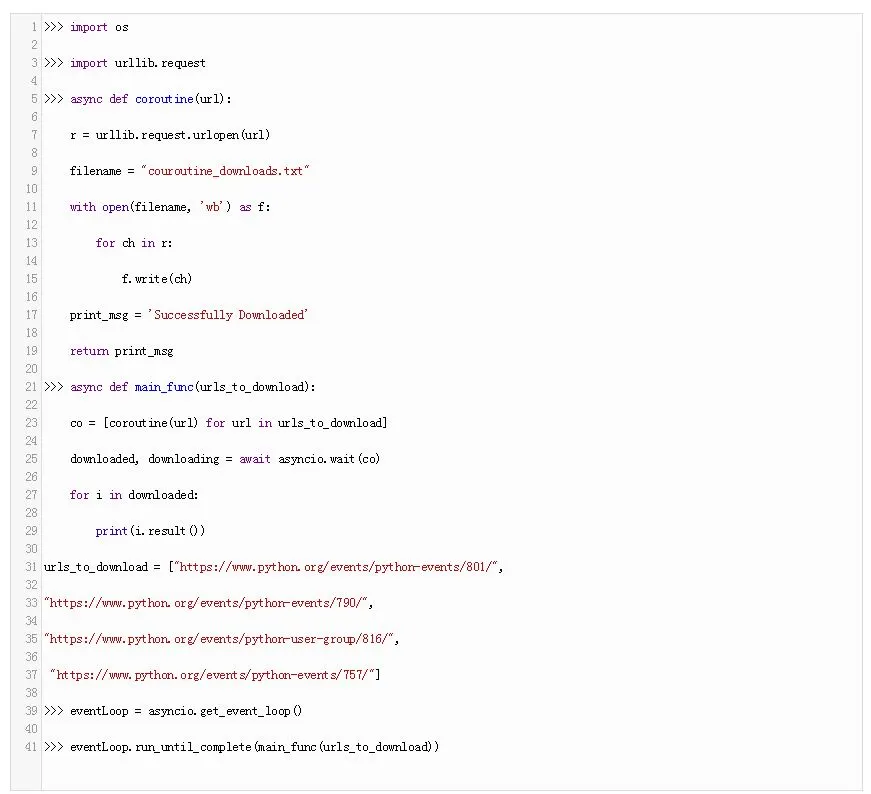 1 >>> import os
2
3 >>> import urllib.request
4
5 >>> async def coroutine(url):
6
7     r = urllib.request.urlopen(url)
8
9     filename = "couroutine_downloads.txt"
10
11     with open(filename, 'wb') as f:
12
13         for ch in r:
14
15             f.write(ch)
16
17     print_msg = 'Successfully Downloaded'
18
19     return print_msg
20
21 >>> async def main_func(urls_to_download):
22
23     co = [coroutine(url) for url in urls_to_download]
24
25     downloaded, downloading = await asyncio.wait(co)
26
27     for i in downloaded:
28
29         print(i.result())
30
31 urls_to_download = ["https://www.python.org/events/python-events/801/",
32
33 "https://www.python.org/events/python-events/790/",
34
35 "https://www.python.org/events/python-user-group/816/",
36
37  "https://www.python.org/events/python-events/757/"]
38
39 >>> eventLoop = asyncio.get_event_loop()
40
41 >>> eventLoop.run_until_complete(main_func(urls_to_download))